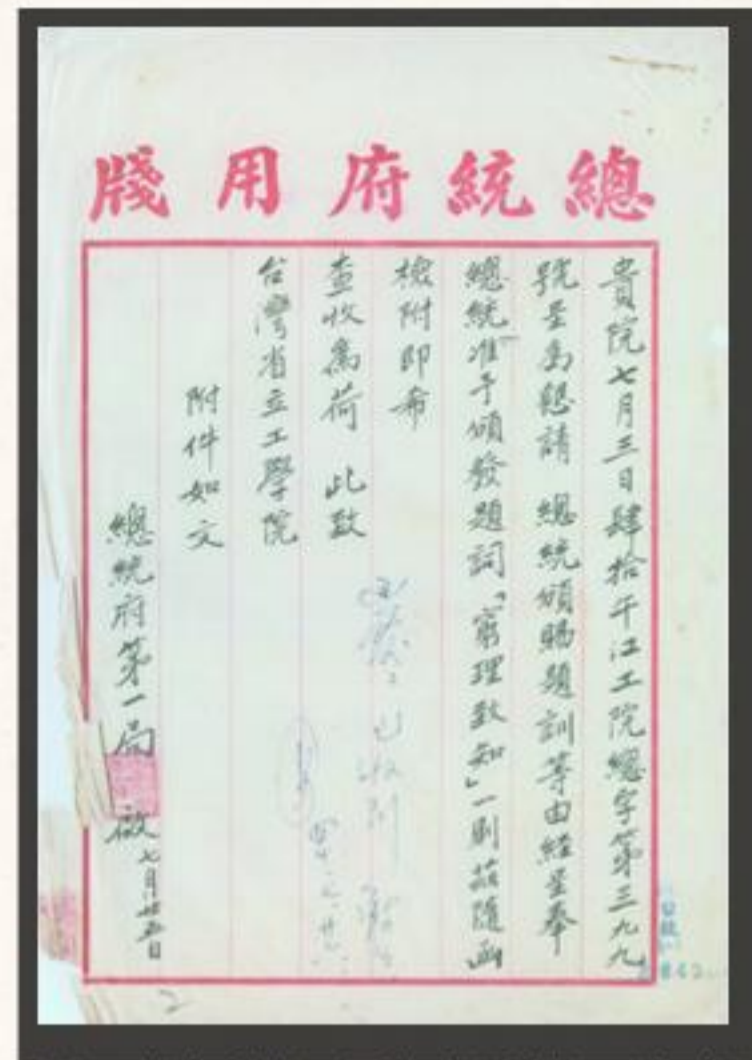 總統府用牋
貴院七月三日肆拾午江工院總字第三九九
號呈為懇請 總統頒賜題訓等由經呈奉
總統准予頒發題詞「窮理致知」一則茲隨函
檢附即希
查收為荷 此致
台灣省立工學院
附件如文
總統府第一局 啟 七月廿五日